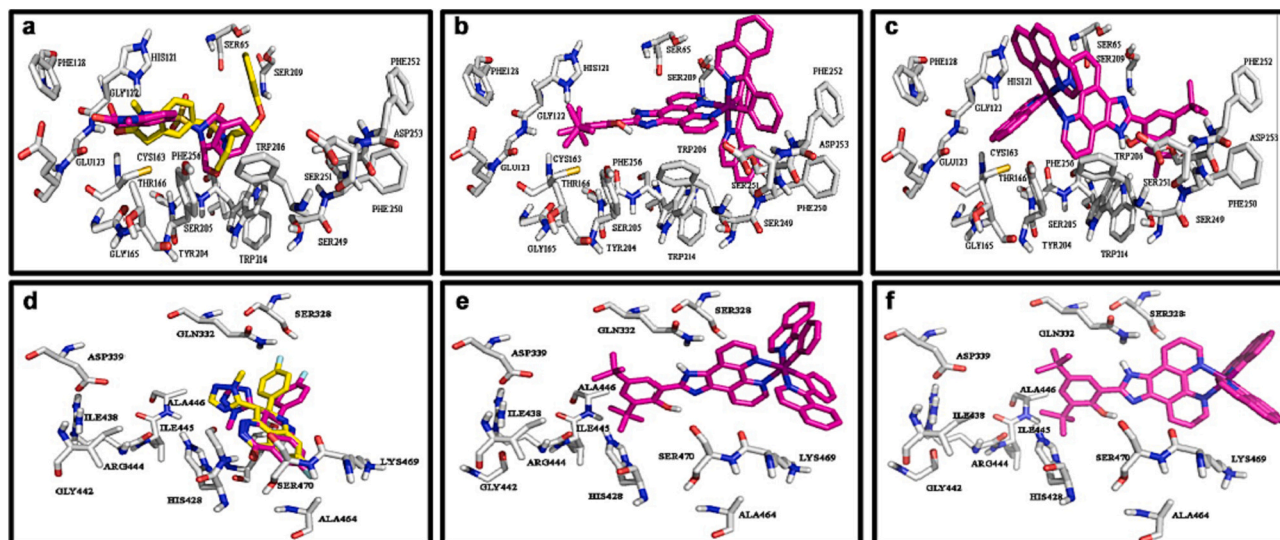 a
SER65
PHE128
HIS121
SER209
PHE252
GLY122
ASP253
GLU123
CYS163
PHE256
TRP206
THR166
SER251
PHE250
SER205
SER249
GLY165
TYR204
TRP214
b
SER65
PHE128
HIS121
SER209
PHE252
GLY122
ASP253
GLU123
CYS163
PHE256
TRP206
THR166
SER251
PHE250
SER205
SER249
GLY165
TYR204
TRP214
c
SER65
PHE128
SER209
PHE252
HIS121
GLY123
ASP253
GLU123
CYS163
PHE256
TRP206
THR166
SER251
PHE250
SER205
SER249
GLY165
TYR204
TRP314
d
SER328
GLN332
ASP339
ALA446
ILE438
ILE445
ARG444
LYS469
GLY442
SER470
HIS428
ALA464
e
SER328
GLN332
ASP339
ALA446
ILE438
ILE445
SER470
LYS469
ARG444
GLY442
HIS428
ALA464
f
SER328
GLN332
ASP339
ALA446
ILE438
ILE445
SER470
LYS469
ARG444
GLY442
HIS428
ALA464